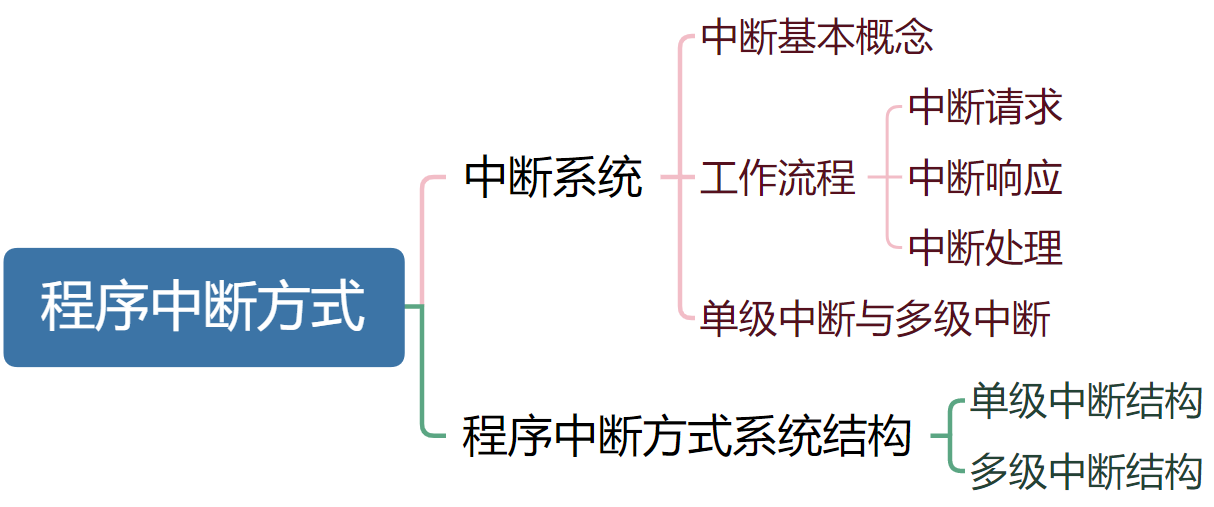 程序中断方式
中断系统
中断基本概念
工作流程
中断请求
中断响应
中断处理
单级中断与多级中断
程序中断方式系统结构
单级中断结构
多级中断结构